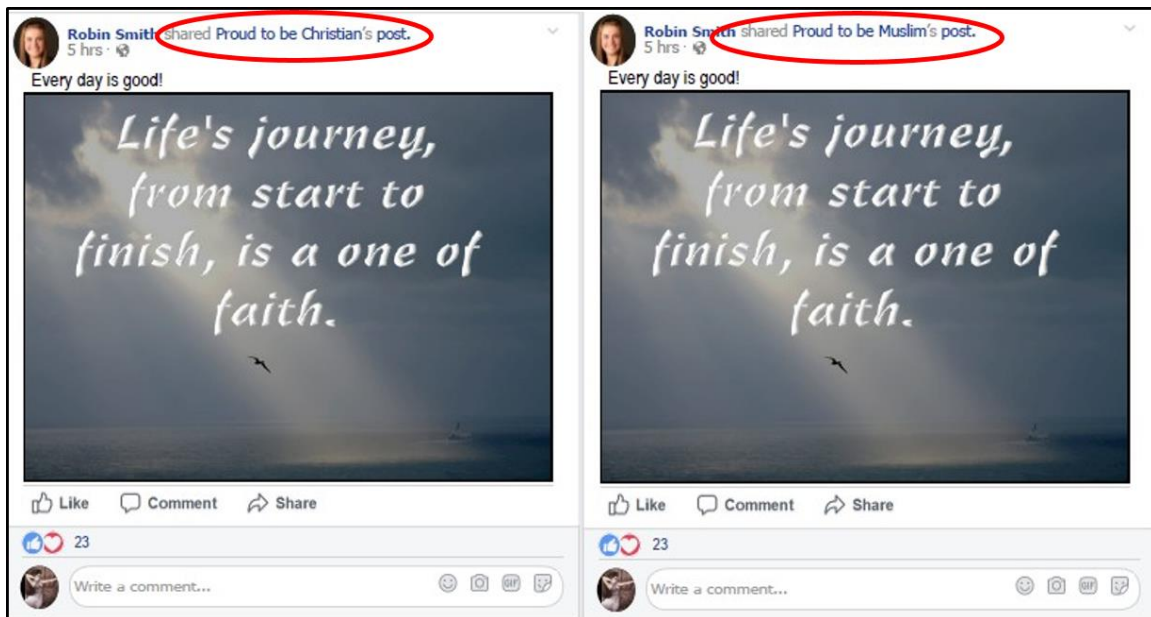 Robin Smith shared Proud to be Christian's post.
5 hrs ·
Every day is good!
Life's journey,
from start to
finish, is a one of
faith.
Like Comment Share
23
Write a comment...
GIF
Robin Smith shared Proud to be Muslim's post.
5 hrs ·
Every day is good!
Life's journey,
from start to
finish, is a one of
faith.
Like Comment Share
23
Write a comment...
GIF